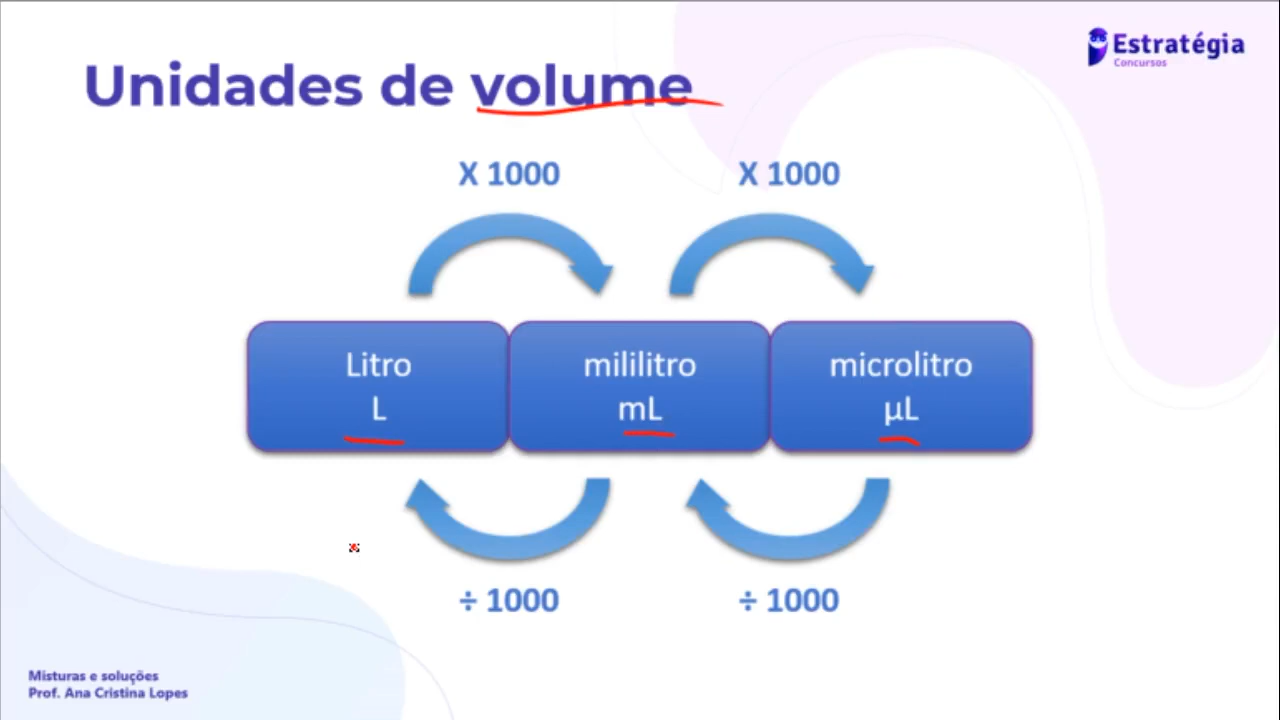 Estratégia
Concursos
Unidades de volume
X 1000
X 1000
Litro
L
mililitro
mL
microlitro
µL
÷ 1000
÷ 1000
Misturas e soluções
Prof. Ana Cristina Lopes